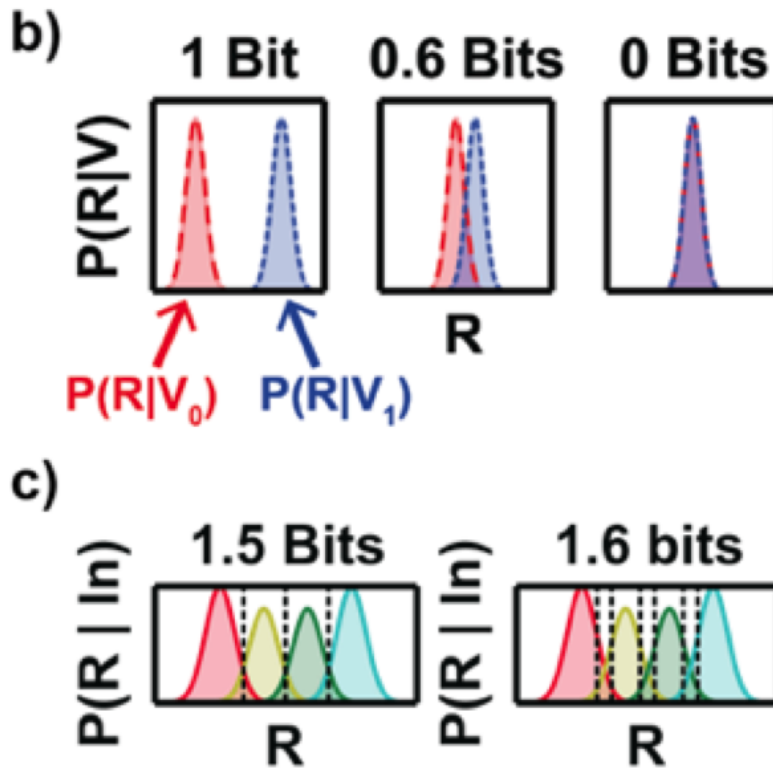 b)
1 Bit 0.6 Bits 0 Bits
P(R|V)
R
P(R|V₀) P(R|V₁)
c)
1.5 Bits 1.6 bits
P(R | In) P(R | In)
R R